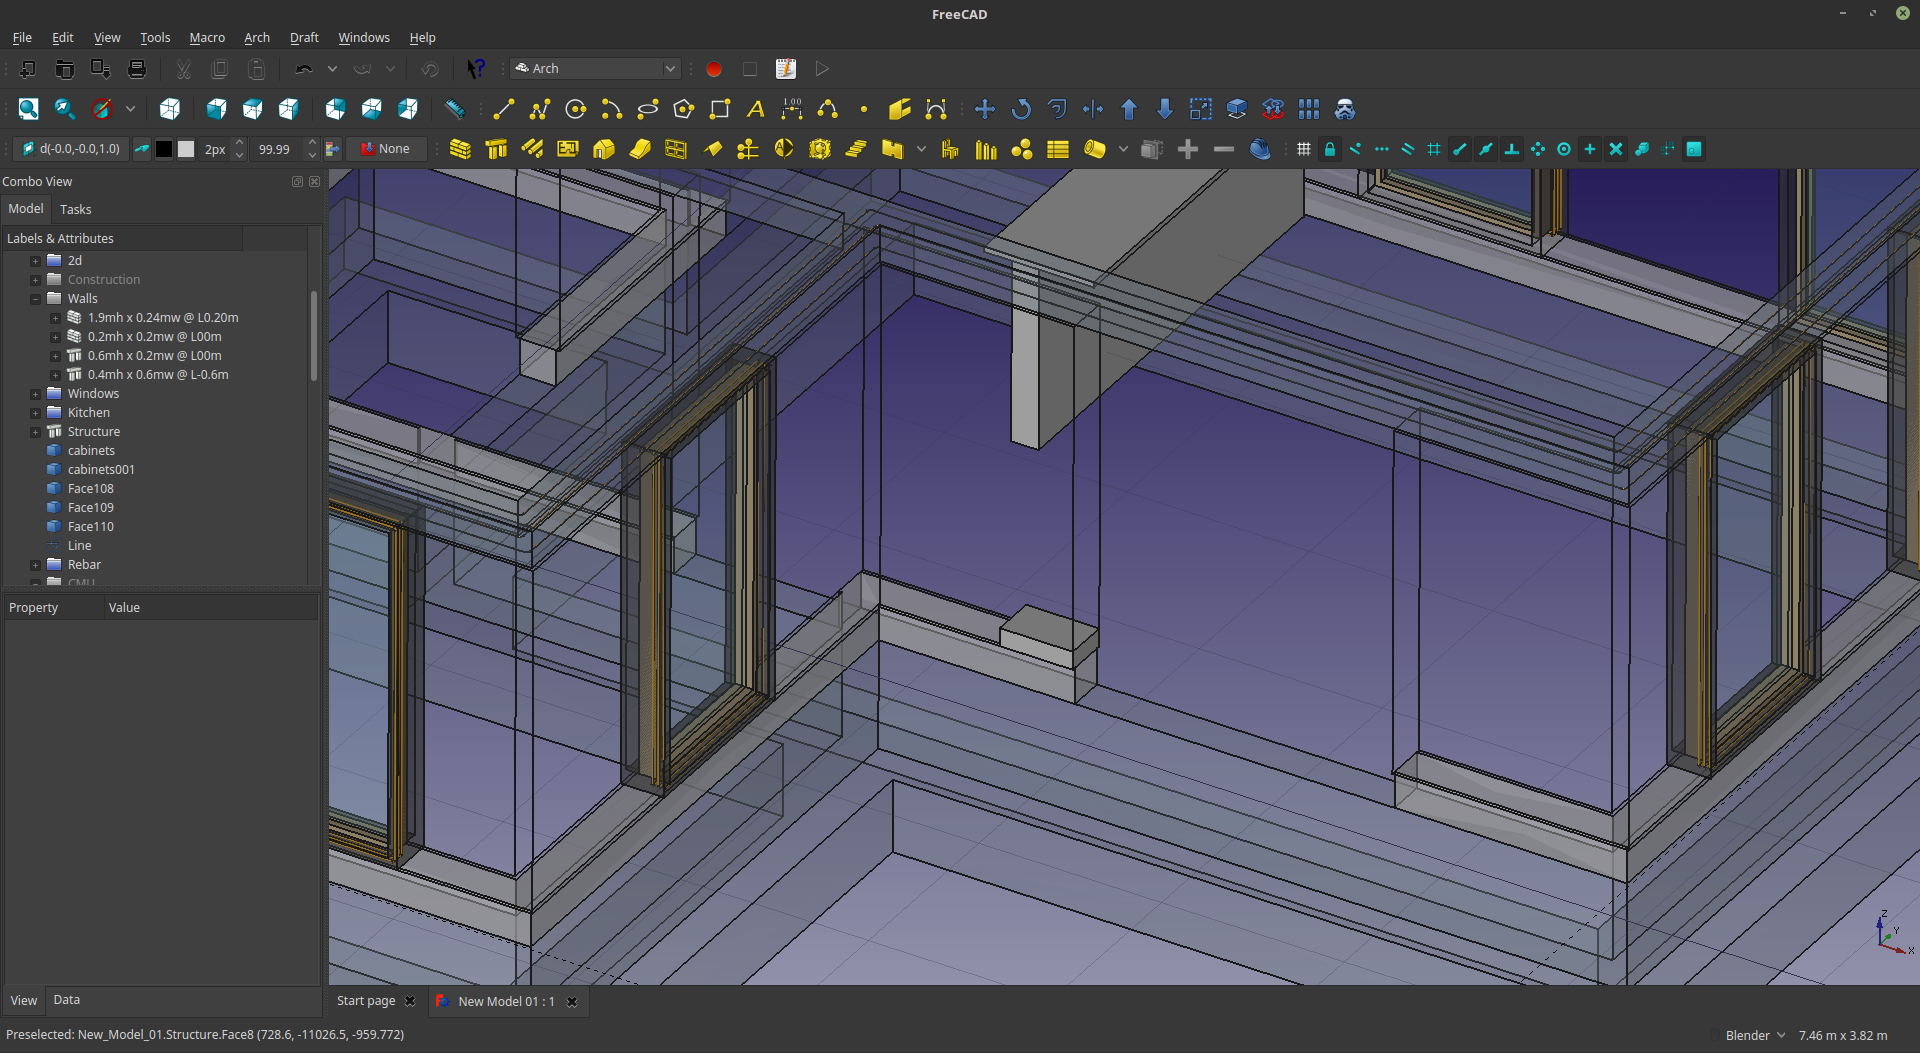 FreeCAD
File Edit View Tools Macro Arch Draft Windows Help
Arch
1.00
d(-0.0,-0.0,1.0) 2px 99.99 None
Combo View
Model Tasks
Labels & Attributes
2d
Construction
Walls
1.9mh x 0.24mw @ L0.20m
0.2mh x 0.2mw @ L00m
0.6mh x 0.2mw @ L00m
0.4mh x 0.6mw @ L-0.6m
Windows
Kitchen
Structure
cabinets
cabinets001
Face108
Face109
Face110
Line
Rebar
CMU
Property Value
Z
Y
X
View Data
Start page New Model 01 : 1
Preselected: New_Model_01.Structure.Face8 (728.6, -11026.5, -959.772)
Blender 7.46 m x 3.82 m